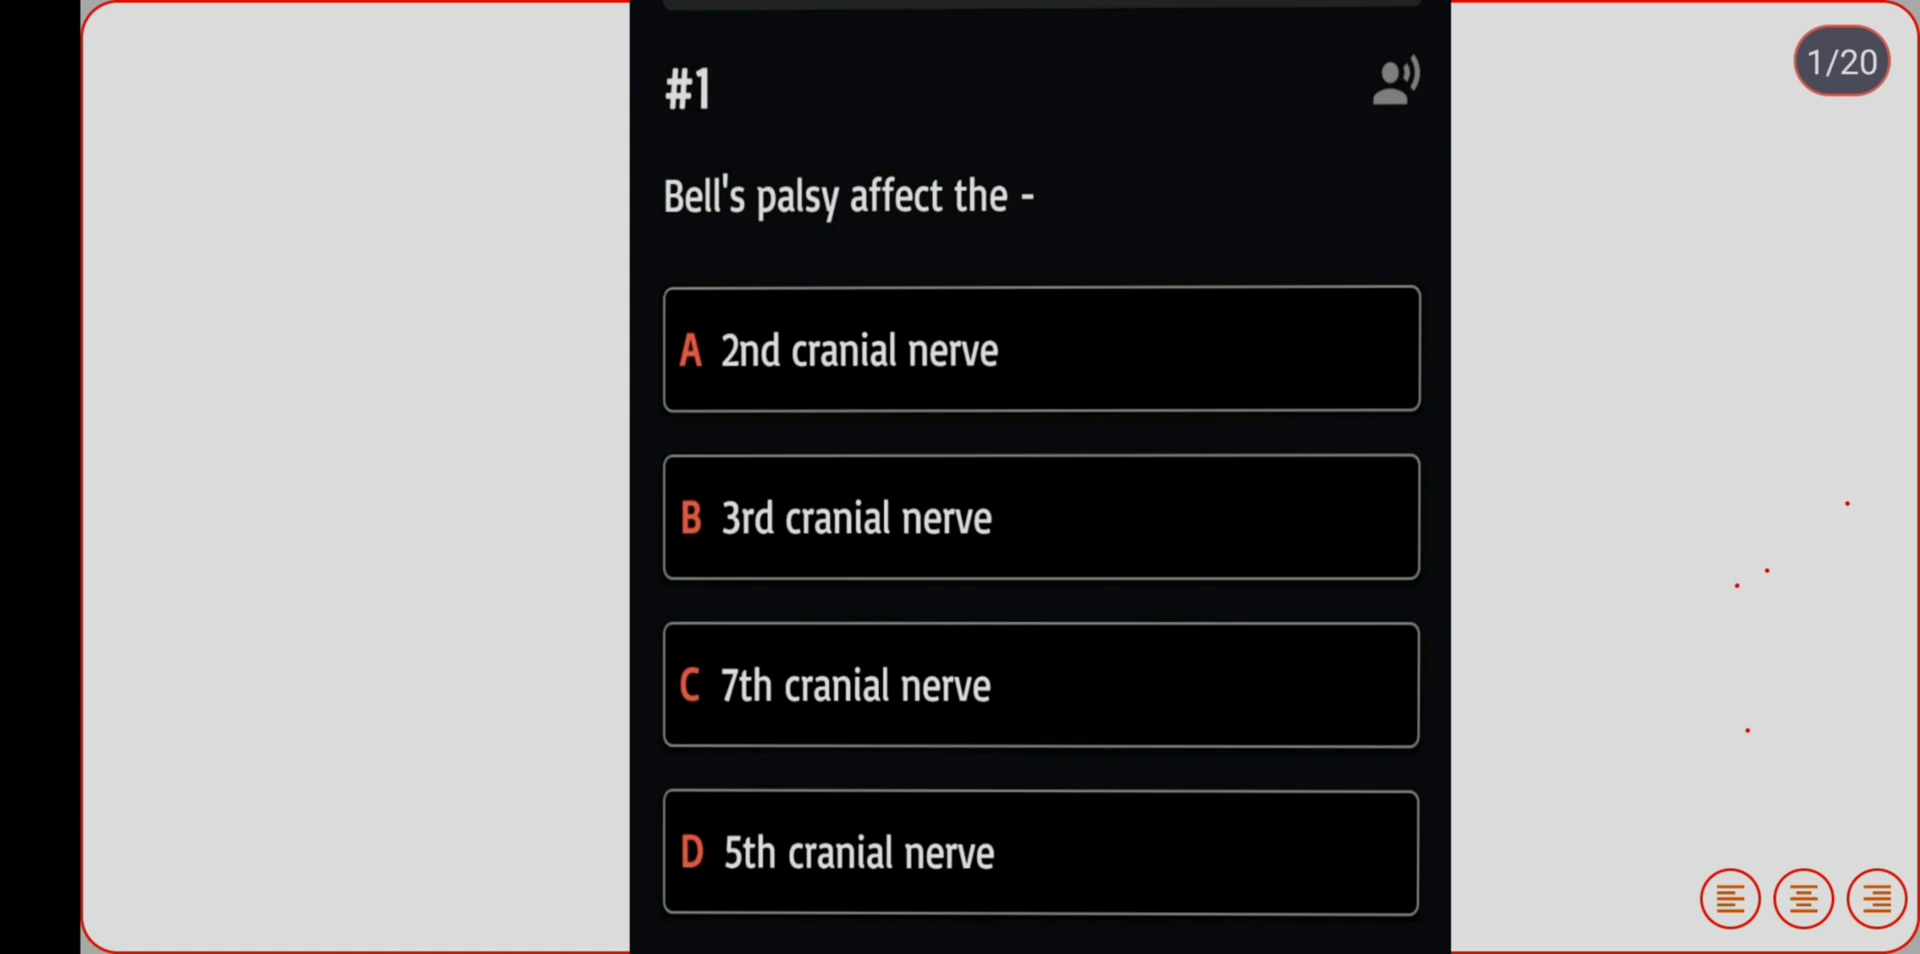 1/20
#1
Bell's palsy affect the -
A 2nd cranial nerve
B 3rd cranial nerve
C 7th cranial nerve
D 5th cranial nerve